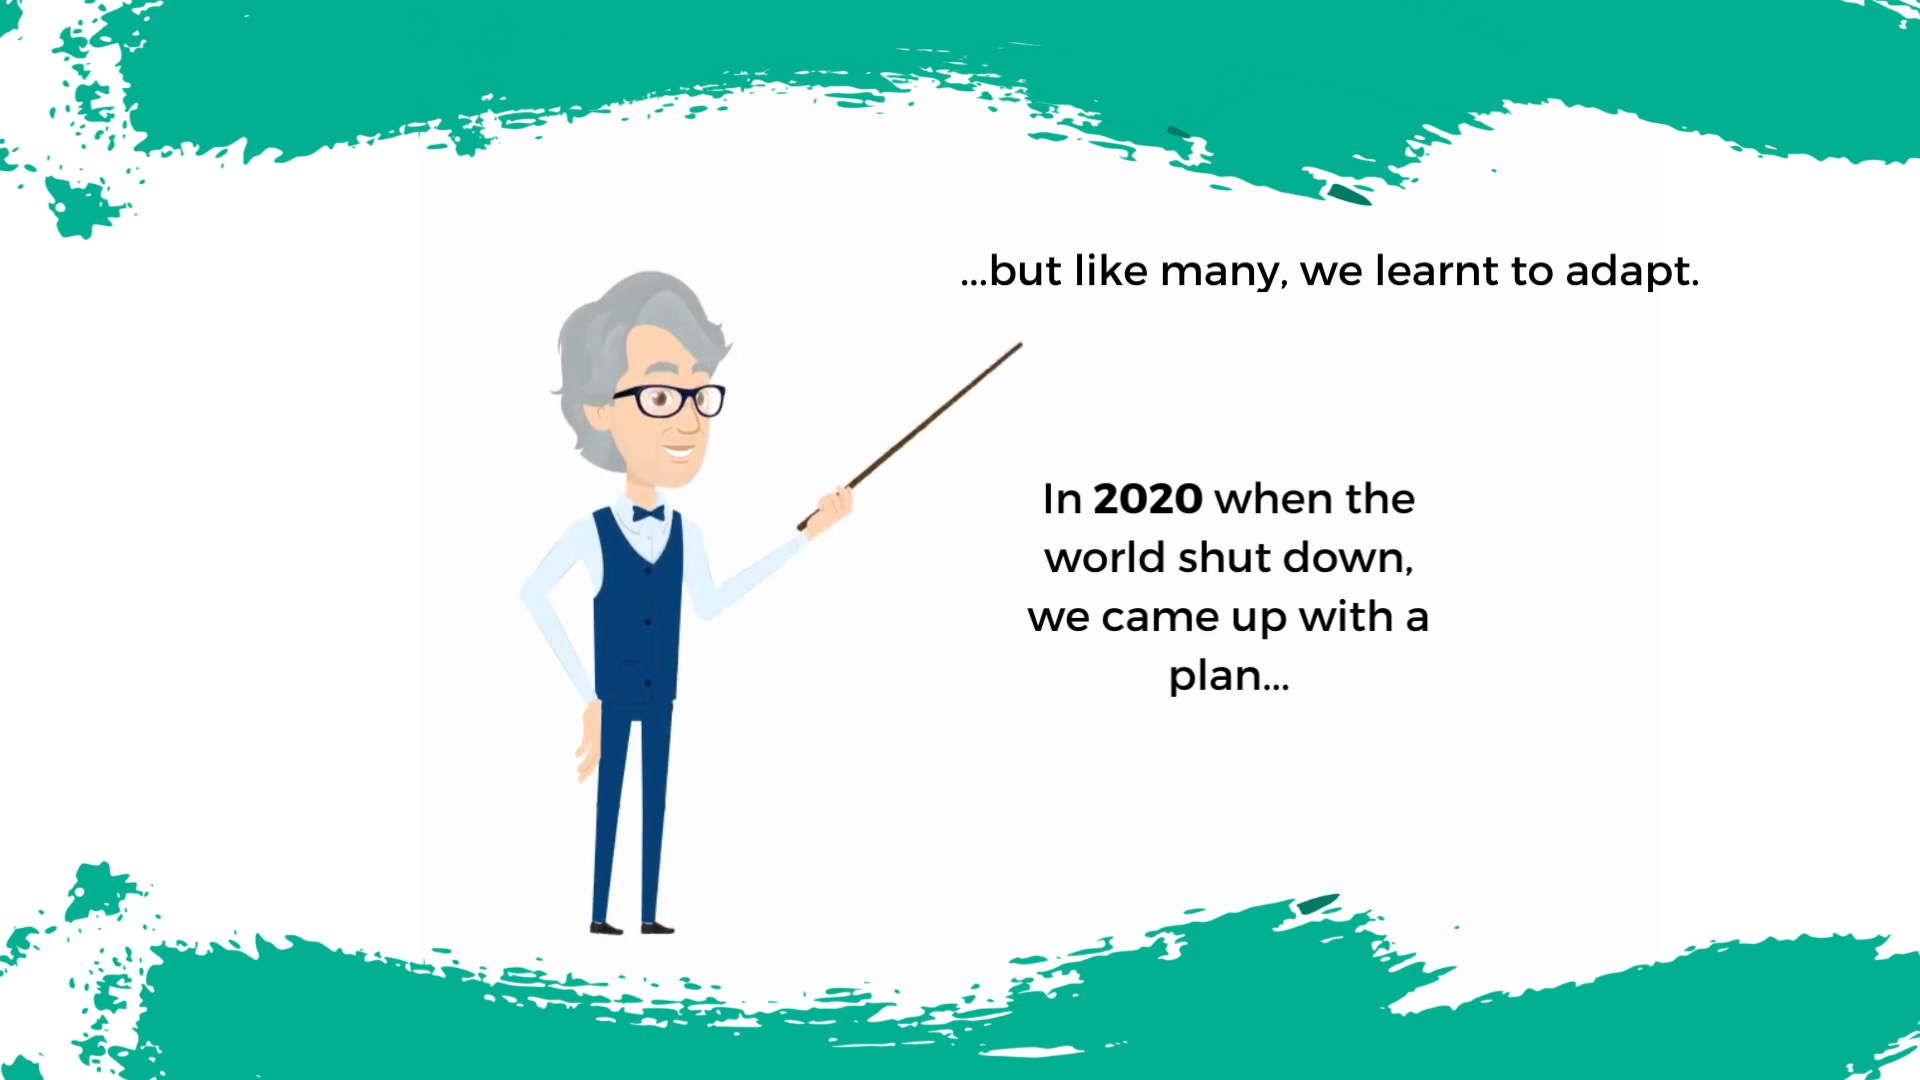 ...but like many, we learnt to adapt.
In 2020 when the
world shut down,
we came up with a
plan...